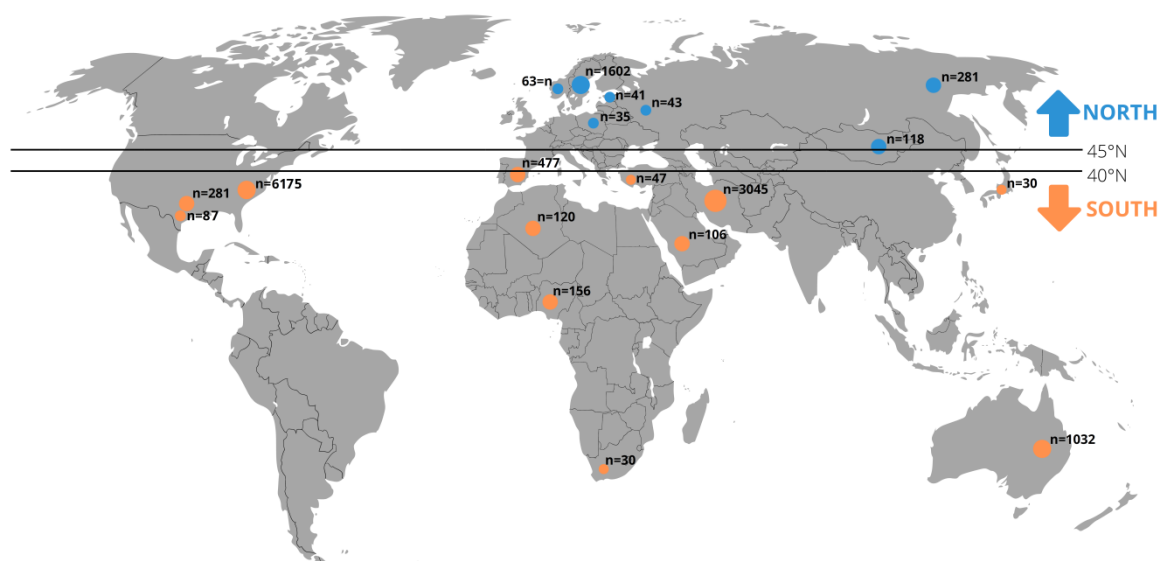 n=1602
63=n
n=281
n=41
n=43
NORTH
n=35
n=118
45°N
n=477
40°N
n=47
n=6175
n=3045
n=30
n=281
SOUTH
n=87
n=120
n=106
n=156
n=1032
n=30